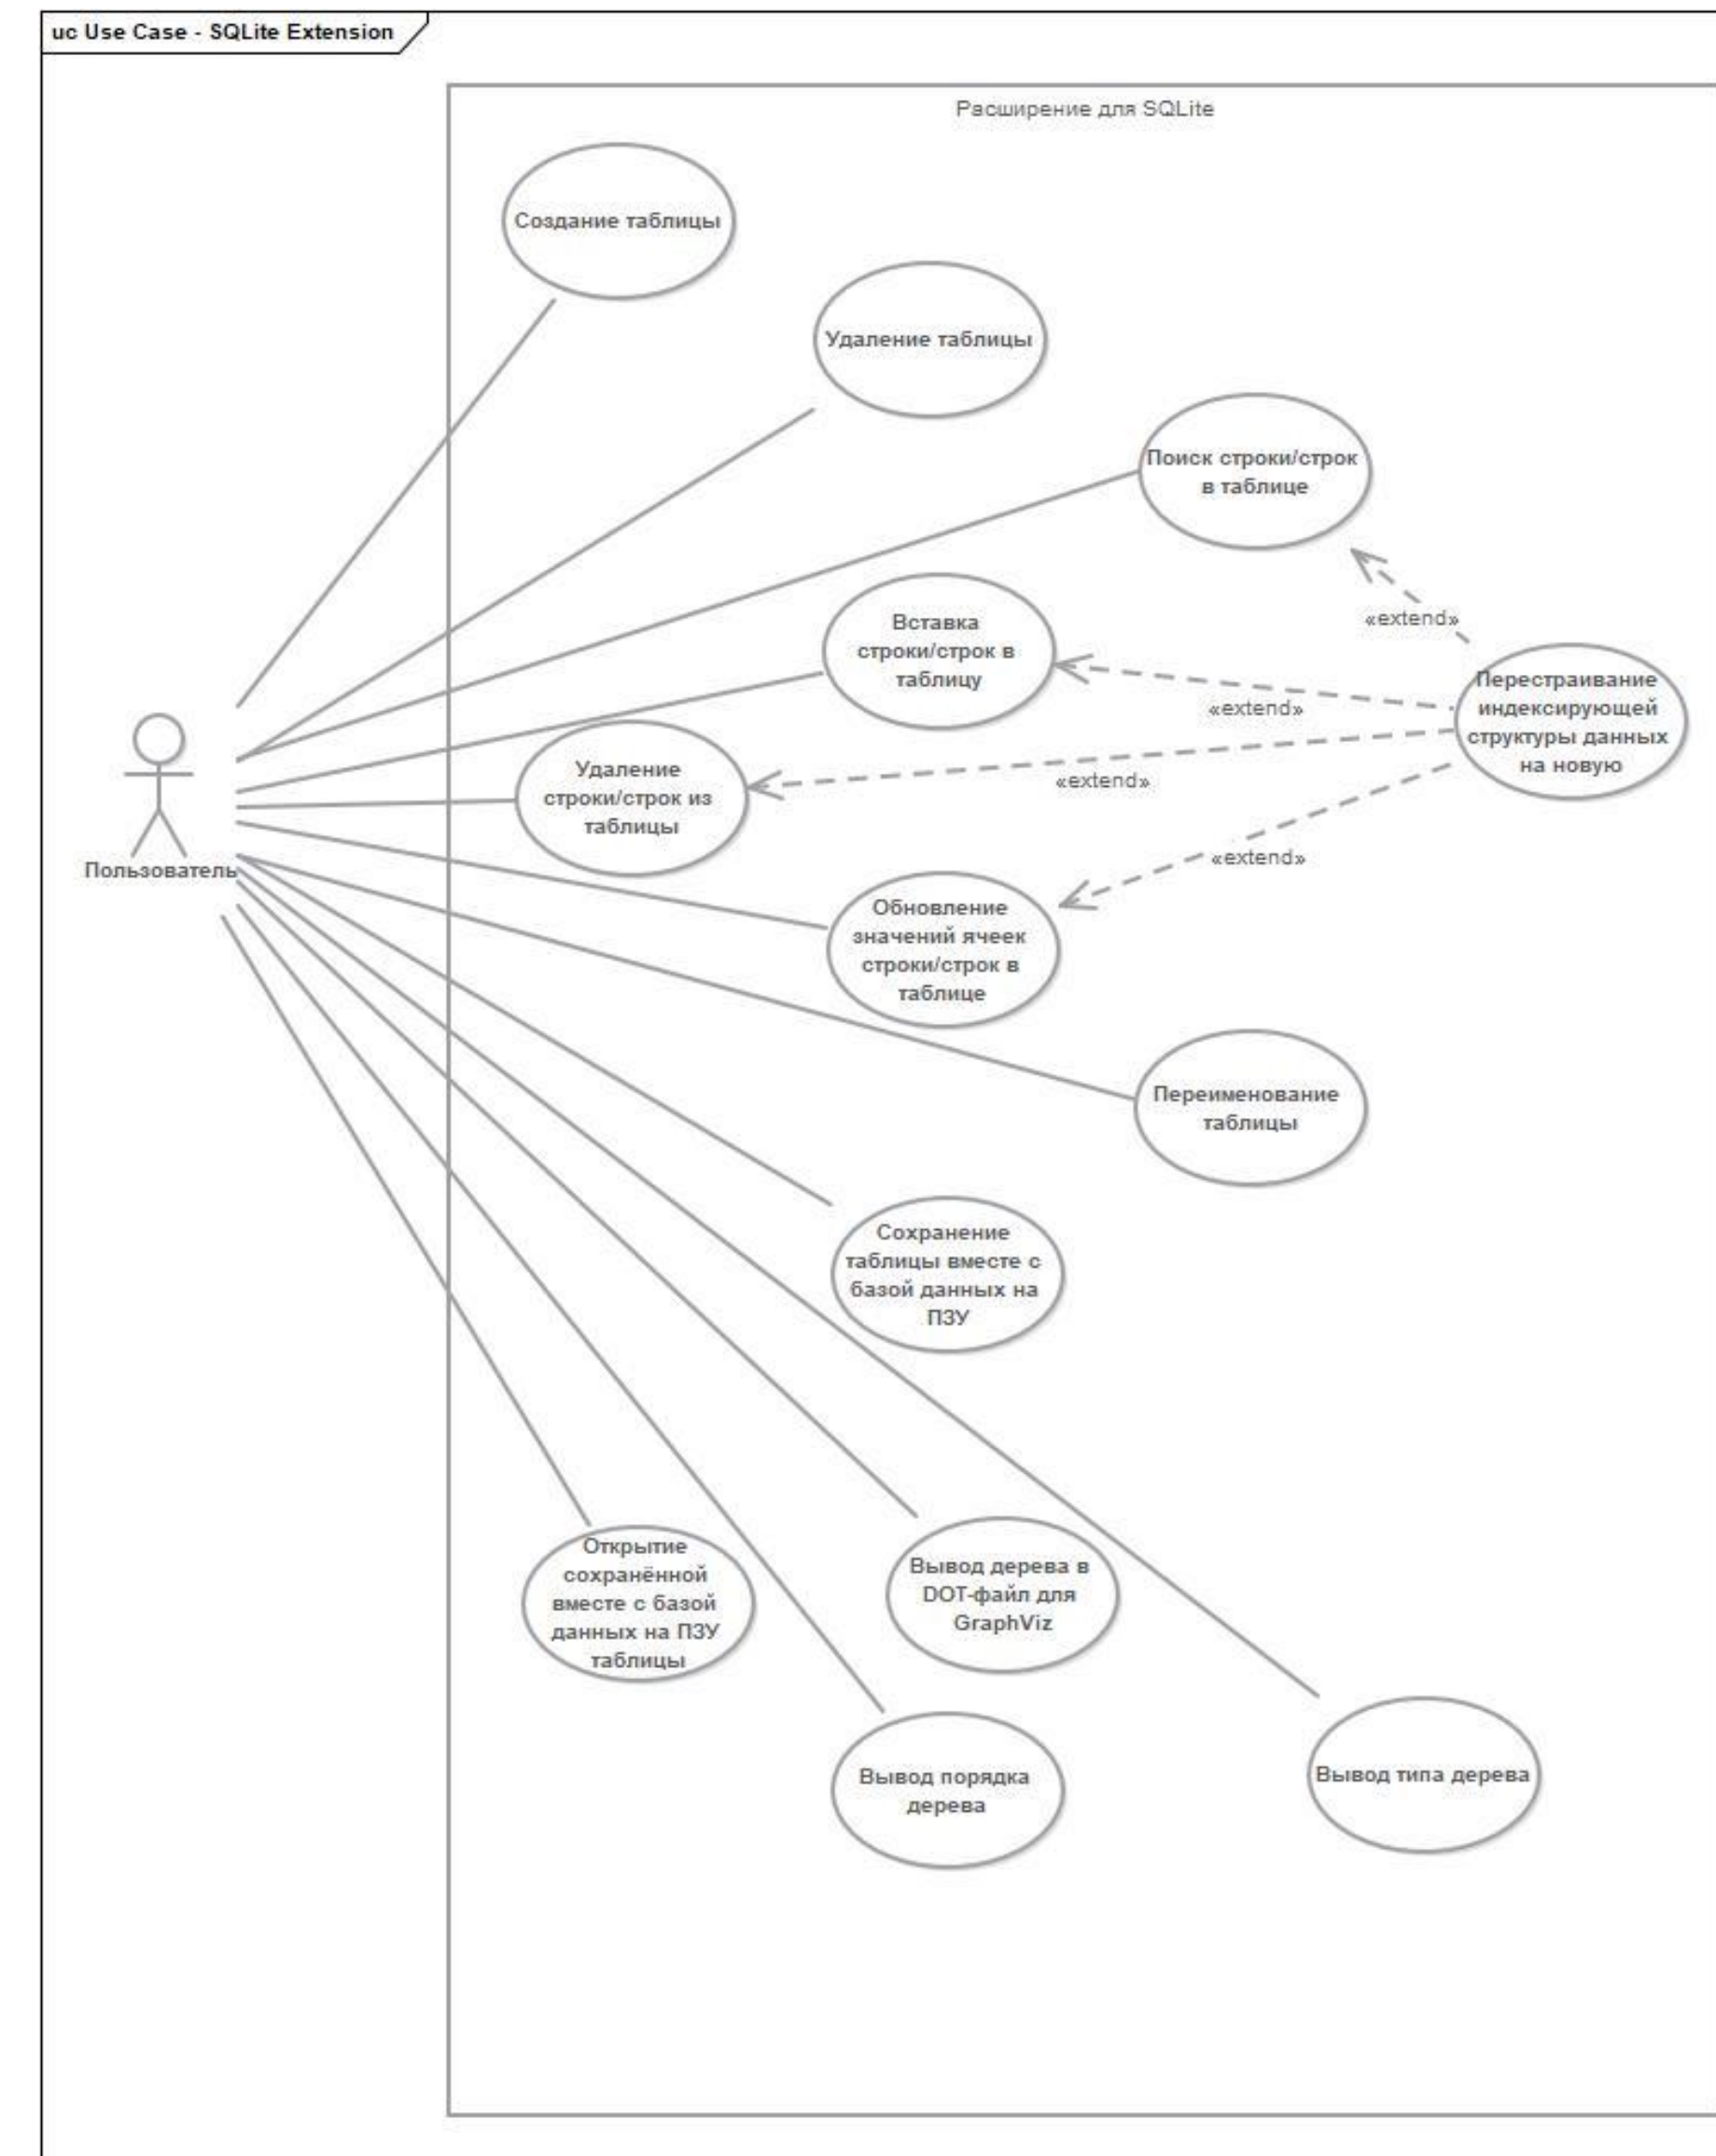 uc Use Case - SQLite Extension
Расширение для SQLite
Создание таблицы
Удаление таблицы
Поиск строки/строк
в таблице
«extend»
Вставка
строки/строк в
таблицу
«extend»
Перестраивание
индексирующей
структуры данных
на новую
Удаление
строки/строк из
таблицы
«extend»
Пользователь
«extend»
Обновление
значений ячеек
строки/строк в
таблице
Переименование
таблицы
Сохранение
таблицы вместе с
базой данных на
ПЗУ
Открытие
сохранённой
вместе с базой
данных на ПЗУ
таблицы
Вывод дерева в
DOT-файл для
GraphViz
Вывод порядка
дерева
Вывод типа дерева